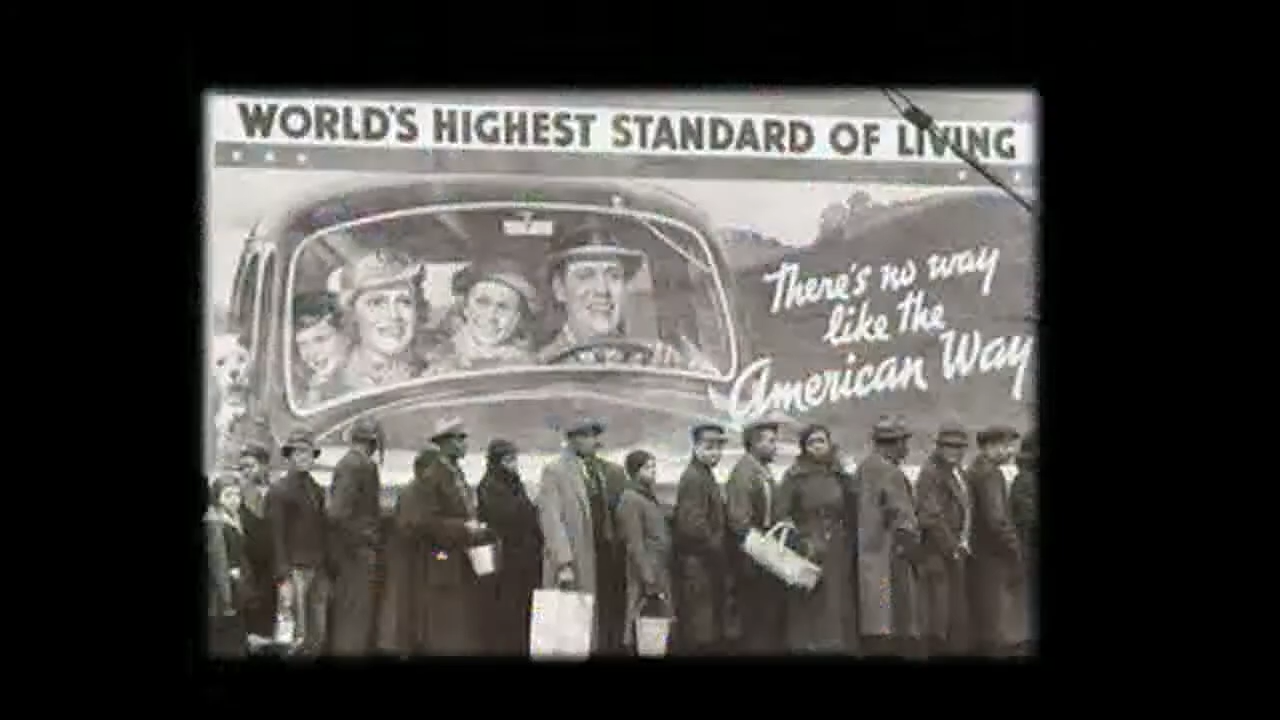 WORLD'S HIGHEST STANDARD OF LIVING
There's no way
like the
American Way